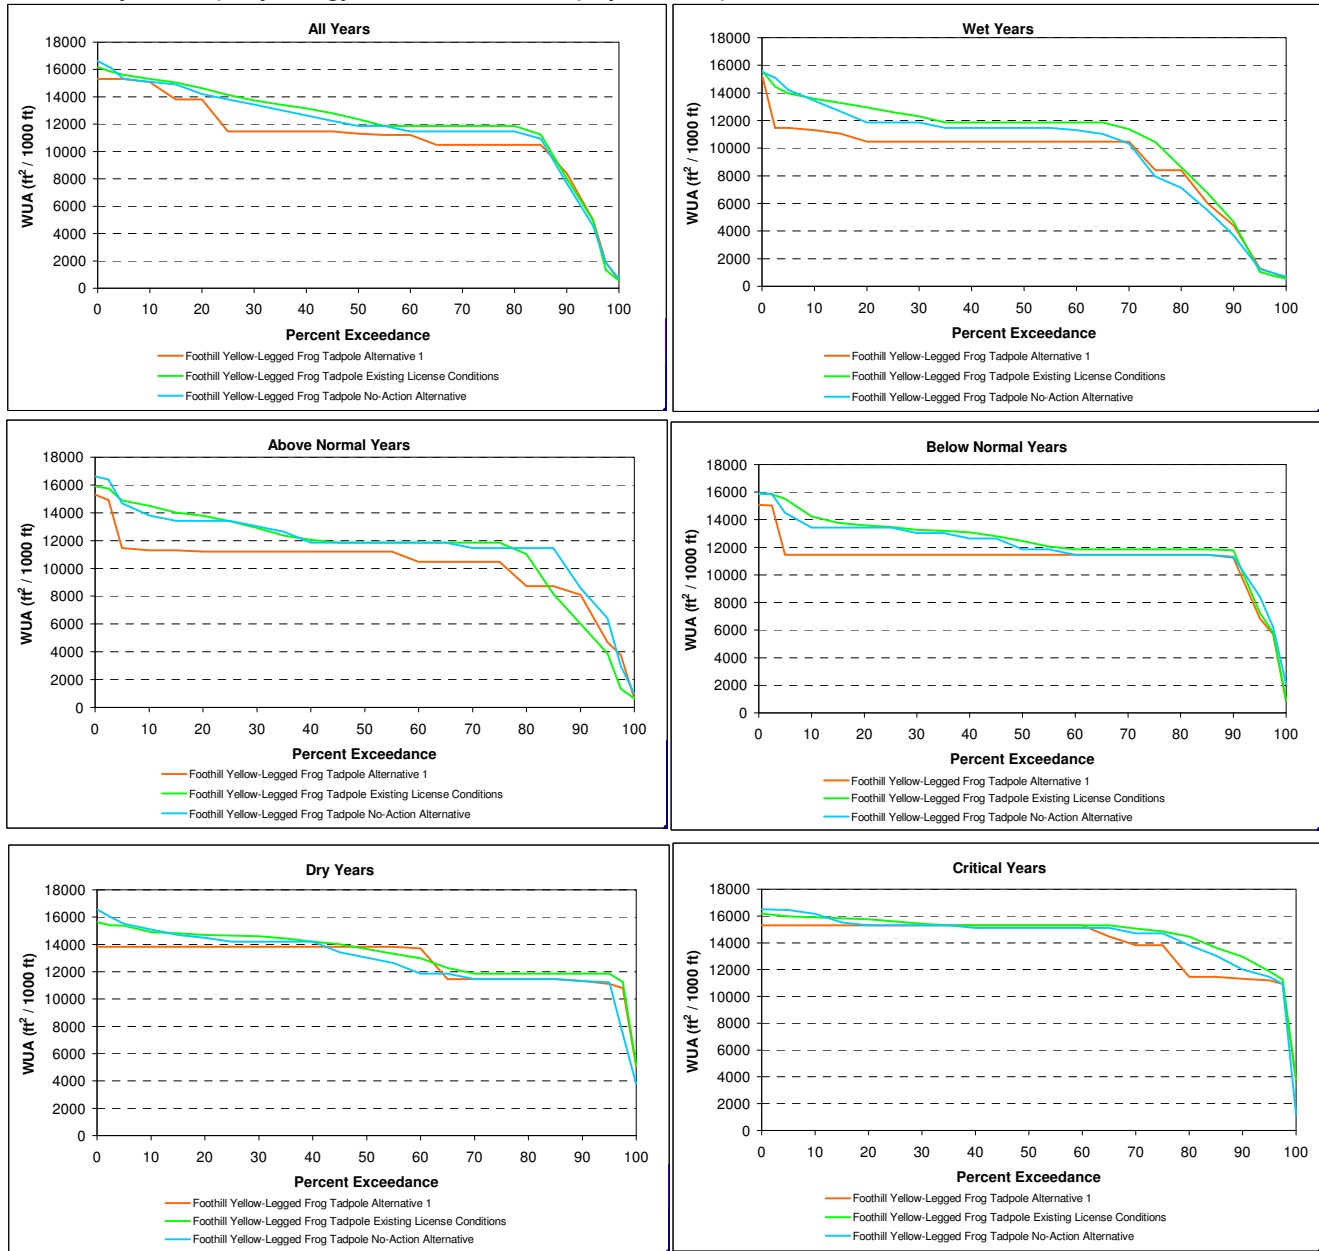 All Years
18000
16000
14000
12000
10000
8000
6000
4000
2000
0
WUA (ft² / 1000 ft)
0 10 20 30 40 50 60 70 80 90 100
Percent Exceedance
Foothill Yellow-Legged Frog Tadpole Alternative 1
Foothill Yellow-Legged Frog Tadpole Existing License Conditions
Foothill Yellow-Legged Frog Tadpole No-Action Alternative
Wet Years
18000
16000
14000
12000
10000
8000
6000
4000
2000
0
WUA (ft² / 1000 ft)
0 10 20 30 40 50 60 70 80 90 100
Percent Exceedance
Foothill Yellow-Legged Frog Tadpole Alternative 1
Foothill Yellow-Legged Frog Tadpole Existing License Conditions
Foothill Yellow-Legged Frog Tadpole No-Action Alternative
Above Normal Years
18000
16000
14000
12000
10000
8000
6000
4000
2000
0
WUA (ft² / 1000 ft)
0 10 20 30 40 50 60 70 80 90 100
Percent Exceedance
Foothill Yellow-Legged Frog Tadpole Alternative 1
Foothill Yellow-Legged Frog Tadpole Existing License Conditions
Foothill Yellow-Legged Frog Tadpole No-Action Alternative
Below Normal Years
18000
16000
14000
12000
10000
8000
6000
4000
2000
0
WUA (ft² / 1000 ft)
0 10 20 30 40 50 60 70 80 90 100
Percent Exceedance
Foothill Yellow-Legged Frog Tadpole Alternative 1
Foothill Yellow-Legged Frog Tadpole Existing License Conditions
Foothill Yellow-Legged Frog Tadpole No-Action Alternative
Dry Years
18000
16000
14000
12000
10000
8000
6000
4000
2000
0
WUA (ft² / 1000 ft)
0 10 20 30 40 50 60 70 80 90 100
Percent Exceedance
Foothill Yellow-Legged Frog Tadpole Alternative 1
Foothill Yellow-Legged Frog Tadpole Existing License Conditions
Foothill Yellow-Legged Frog Tadpole No-Action Alternative
Critical Years
18000
16000
14000
12000
10000
8000
6000
4000
2000
0
WUA (ft² / 1000 ft)
0 10 20 30 40 50 60 70 80 90 100
Percent Exceedance
Foothill Yellow-Legged Frog Tadpole Alternative 1
Foothill Yellow-Legged Frog Tadpole Existing License Conditions
Foothill Yellow-Legged Frog Tadpole No-Action Alternative